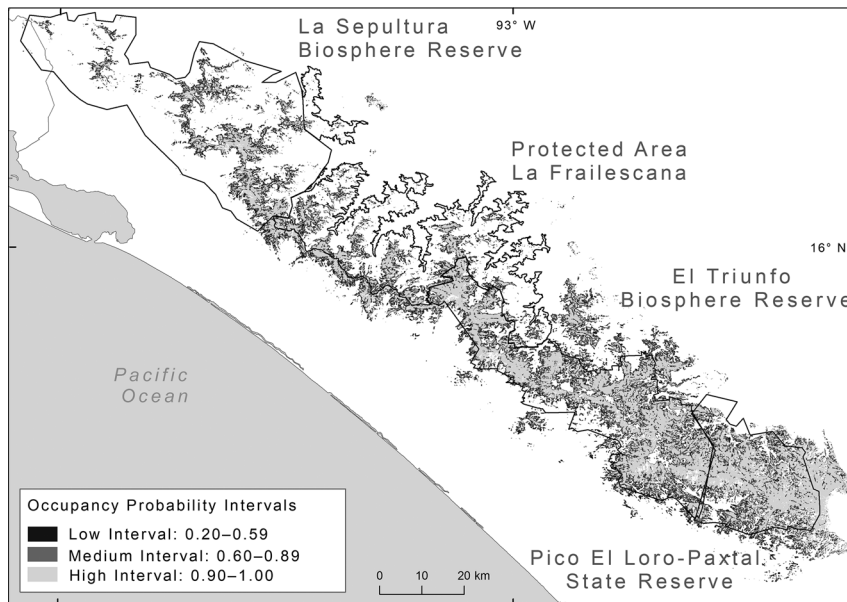 La Sepultura
Biosphere Reserve
93° W
Protected Area
La Frailescana
16° N
El Triunfo
Biosphere Reserve
Pacific
Ocean
Occupancy Probability Intervals
Low Interval: 0.20–0.59
Medium Interval: 0.60–0.89
High Interval: 0.90–1.00
0 10 20 km
Pico El Loro-Paxtal
State Reserve